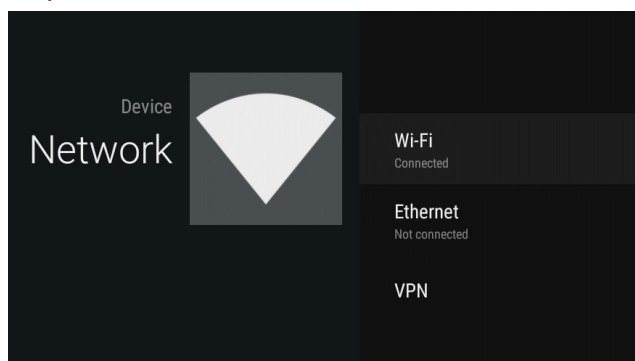 Device
Network
Wi-Fi
Connected
Ethernet
Not connected
VPN